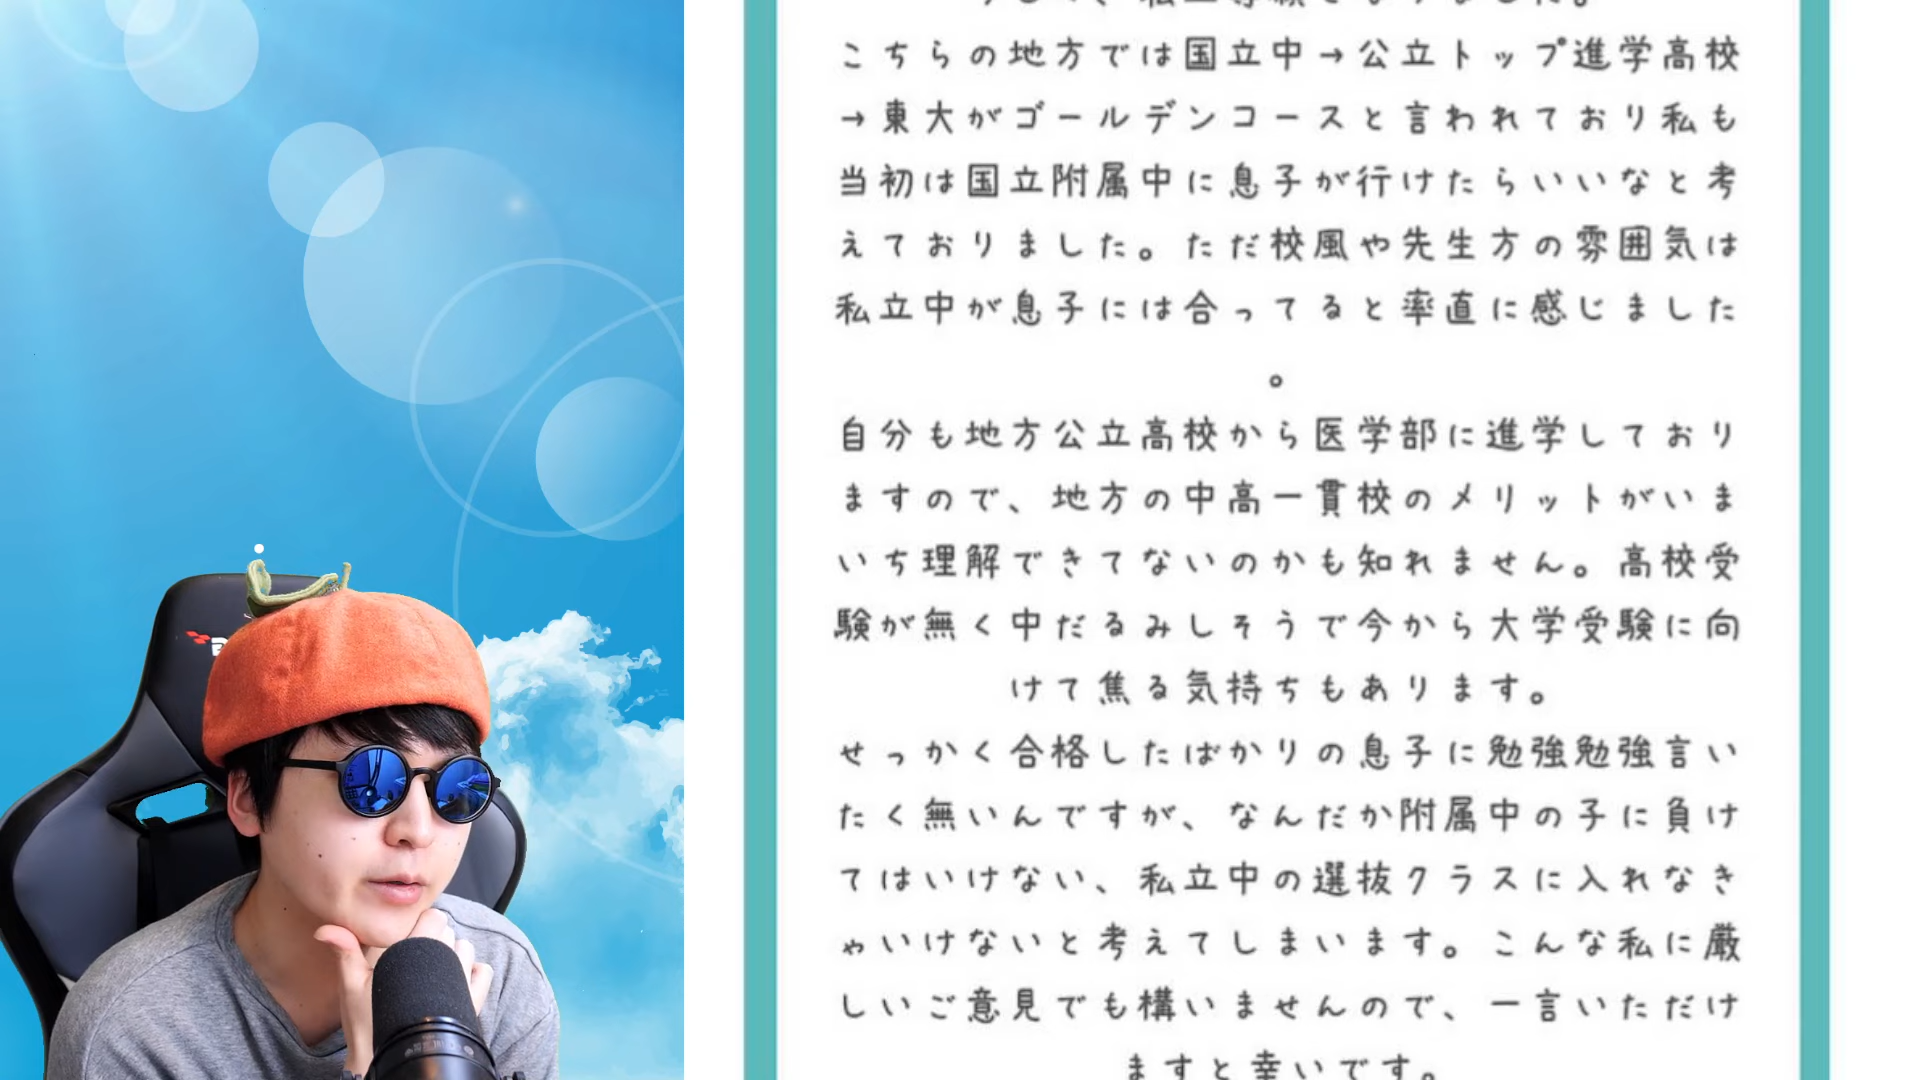 こちらの地方では国立中→公立トップ進学高校
→東大がゴールデンコースと言われており私も
当初は国立附属中に息子が行けたらいいなと考
えておりました。ただ校風や先生方の雰囲気は
私立中が息子には合ってると率直に感じました
。
自分も地方公立高校から医学部に進学しており
ますので、地方の中高一貫校のメリットがいま
いち理解できてないのかも知れません。高校受
験が無く中だるみしそうで今から大学受験に向
けて焦る気持ちもあります。
せっかく合格したばかりの息子に勉強勉強言い
たく無いんですが、なんだか附属中の子に負け
てはいけない、私立中の選抜クラスに入れなき
ゃいけないと考えてしまいます。こんな私に厳
しいご意見でも構いませんので、一言いただけ
ますと幸いです。